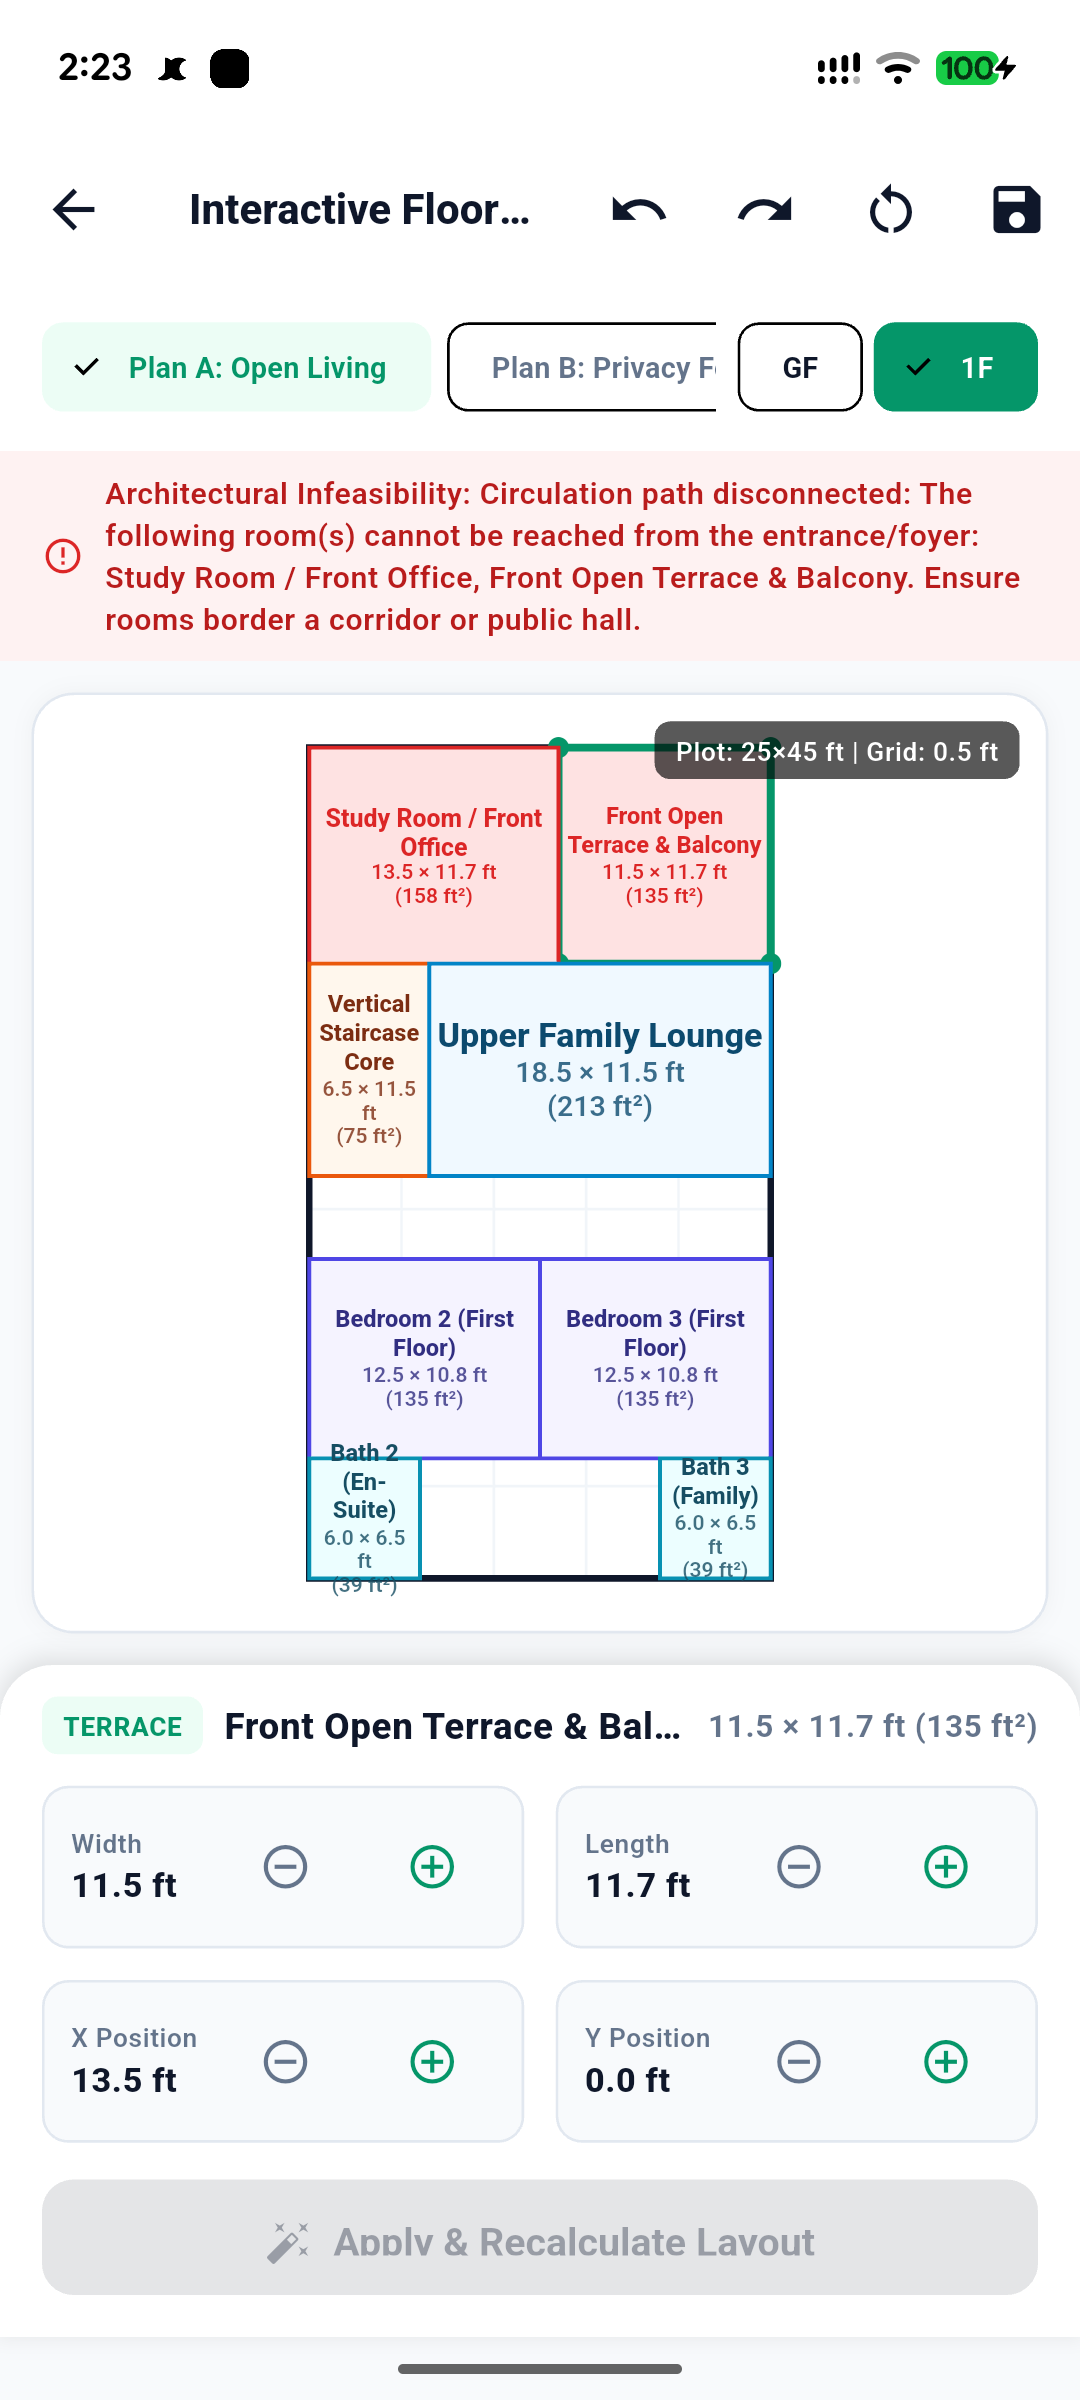 2:23
100
Interactive Floor...
Plan A: Open Living
Plan B: Privacy Fo
GF
1F
Architectural Infeasibility: Circulation path disconnected: The
following room(s) cannot be reached from the entrance/foyer:
Study Room / Front Office, Front Open Terrace & Balcony. Ensure
rooms border a corridor or public hall.
Plot: 25×45 ft | Grid: 0.5 ft
Study Room / Front
Office
13.5 × 11.7 ft
(158 ft²)
Front Open
Terrace & Balcony
11.5 × 11.7 ft
(135 ft²)
Vertical
Staircase
Core
6.5 × 11.5
ft
(75 ft²)
Upper Family Lounge
18.5 × 11.5 ft
(213 ft²)
Bedroom 2 (First
Floor)
12.5 × 10.8 ft
(135 ft²)
Bedroom 3 (First
Floor)
12.5 × 10.8 ft
(135 ft²)
Bath 2
(En-
Suite)
6.0 × 6.5
ft
(39 ft²)
Bath 3
(Family)
6.0 × 6.5
ft
(39 ft²)
TERRACE
Front Open Terrace & Bal...
11.5 × 11.7 ft (135 ft²)
Width
11.5 ft
Length
11.7 ft
X Position
13.5 ft
Y Position
0.0 ft
Apply & Recalculate Layout